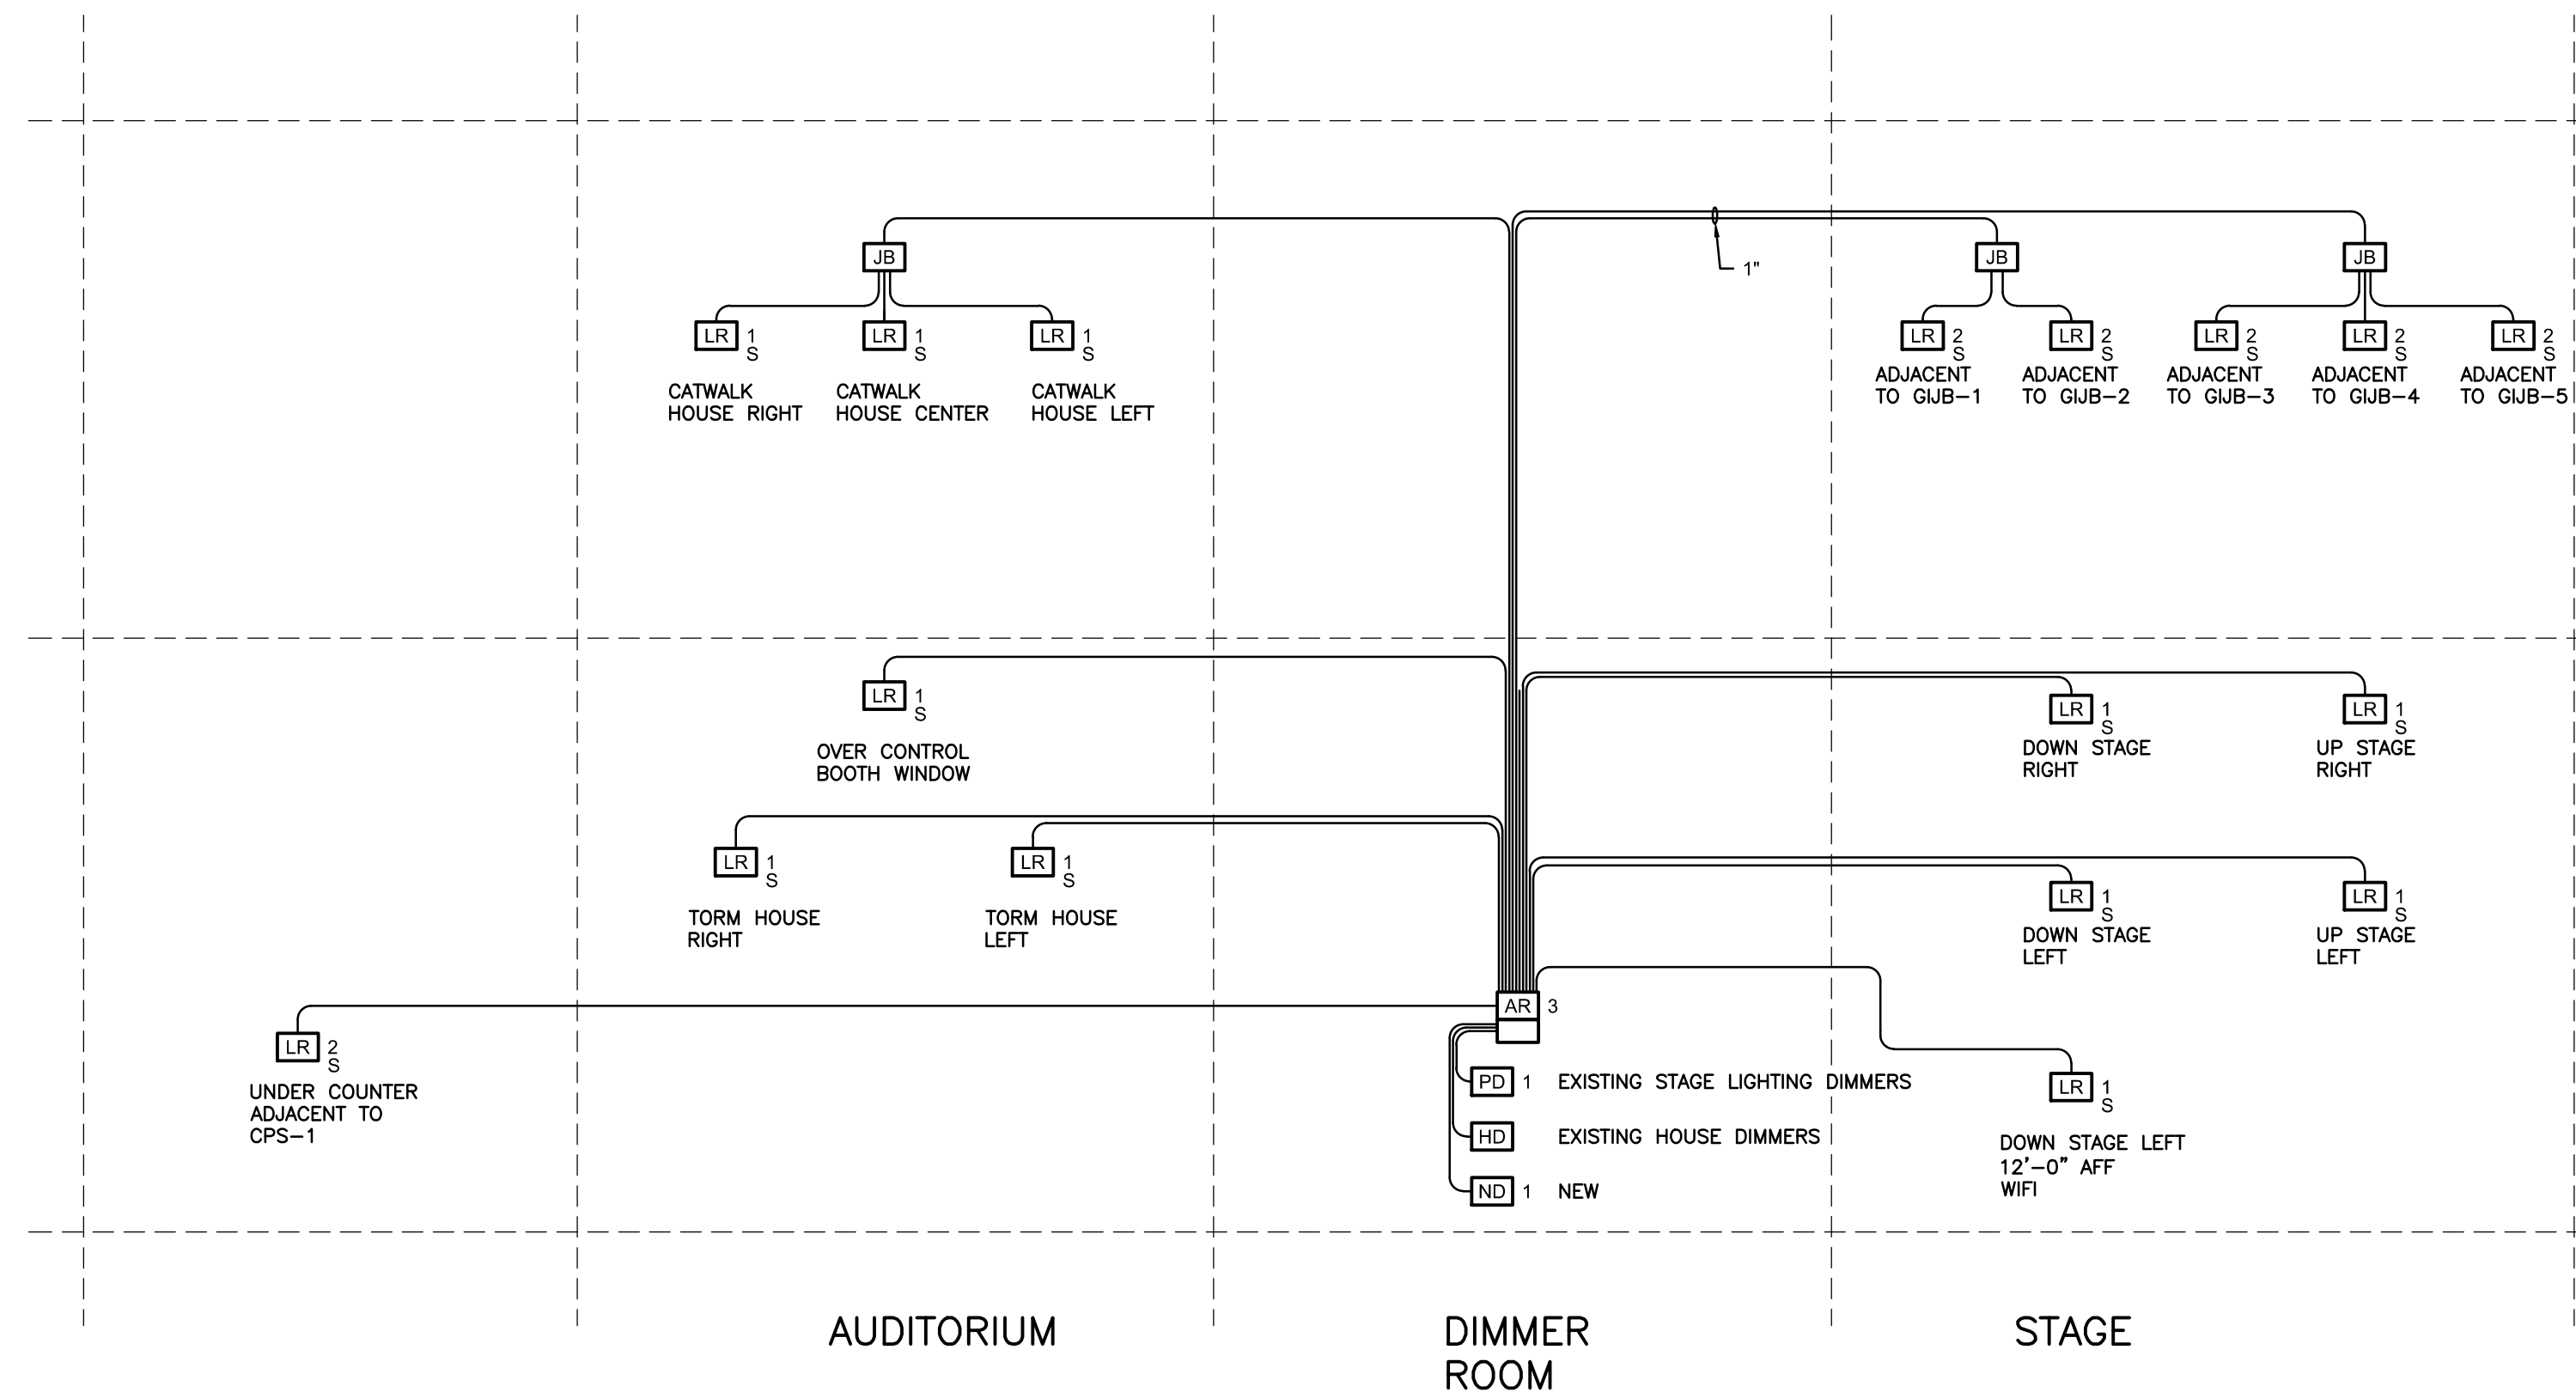 1"
JB
JB
JB
LR 1
S
LR 1
S
LR 1
S
LR 2
S
LR 2
S
LR 2
S
LR 2
S
LR 2
S
CATWALK
HOUSE RIGHT
CATWALK
HOUSE CENTER
CATWALK
HOUSE LEFT
ADJACENT
TO GIJB-1
ADJACENT
TO GIJB-2
ADJACENT
TO GIJB-3
ADJACENT
TO GIJB-4
ADJACENT
TO GIJB-5
LR 1
S
OVER CONTROL
BOOTH WINDOW
LR 1
S
DOWN STAGE
RIGHT
LR 1
S
UP STAGE
RIGHT
LR 1
S
TORM HOUSE
RIGHT
LR 1
S
TORM HOUSE
LEFT
LR 1
S
DOWN STAGE
LEFT
LR 1
S
UP STAGE
LEFT
AR 3
LR 2
S
UNDER COUNTER
ADJACENT TO
CPS-1
PD 1 EXISTING STAGE LIGHTING DIMMERS
HD EXISTING HOUSE DIMMERS
ND 1 NEW
LR 1
S
DOWN STAGE LEFT
12'-0" AFF
WIFI
AUDITORIUM
DIMMER
ROOM
STAGE